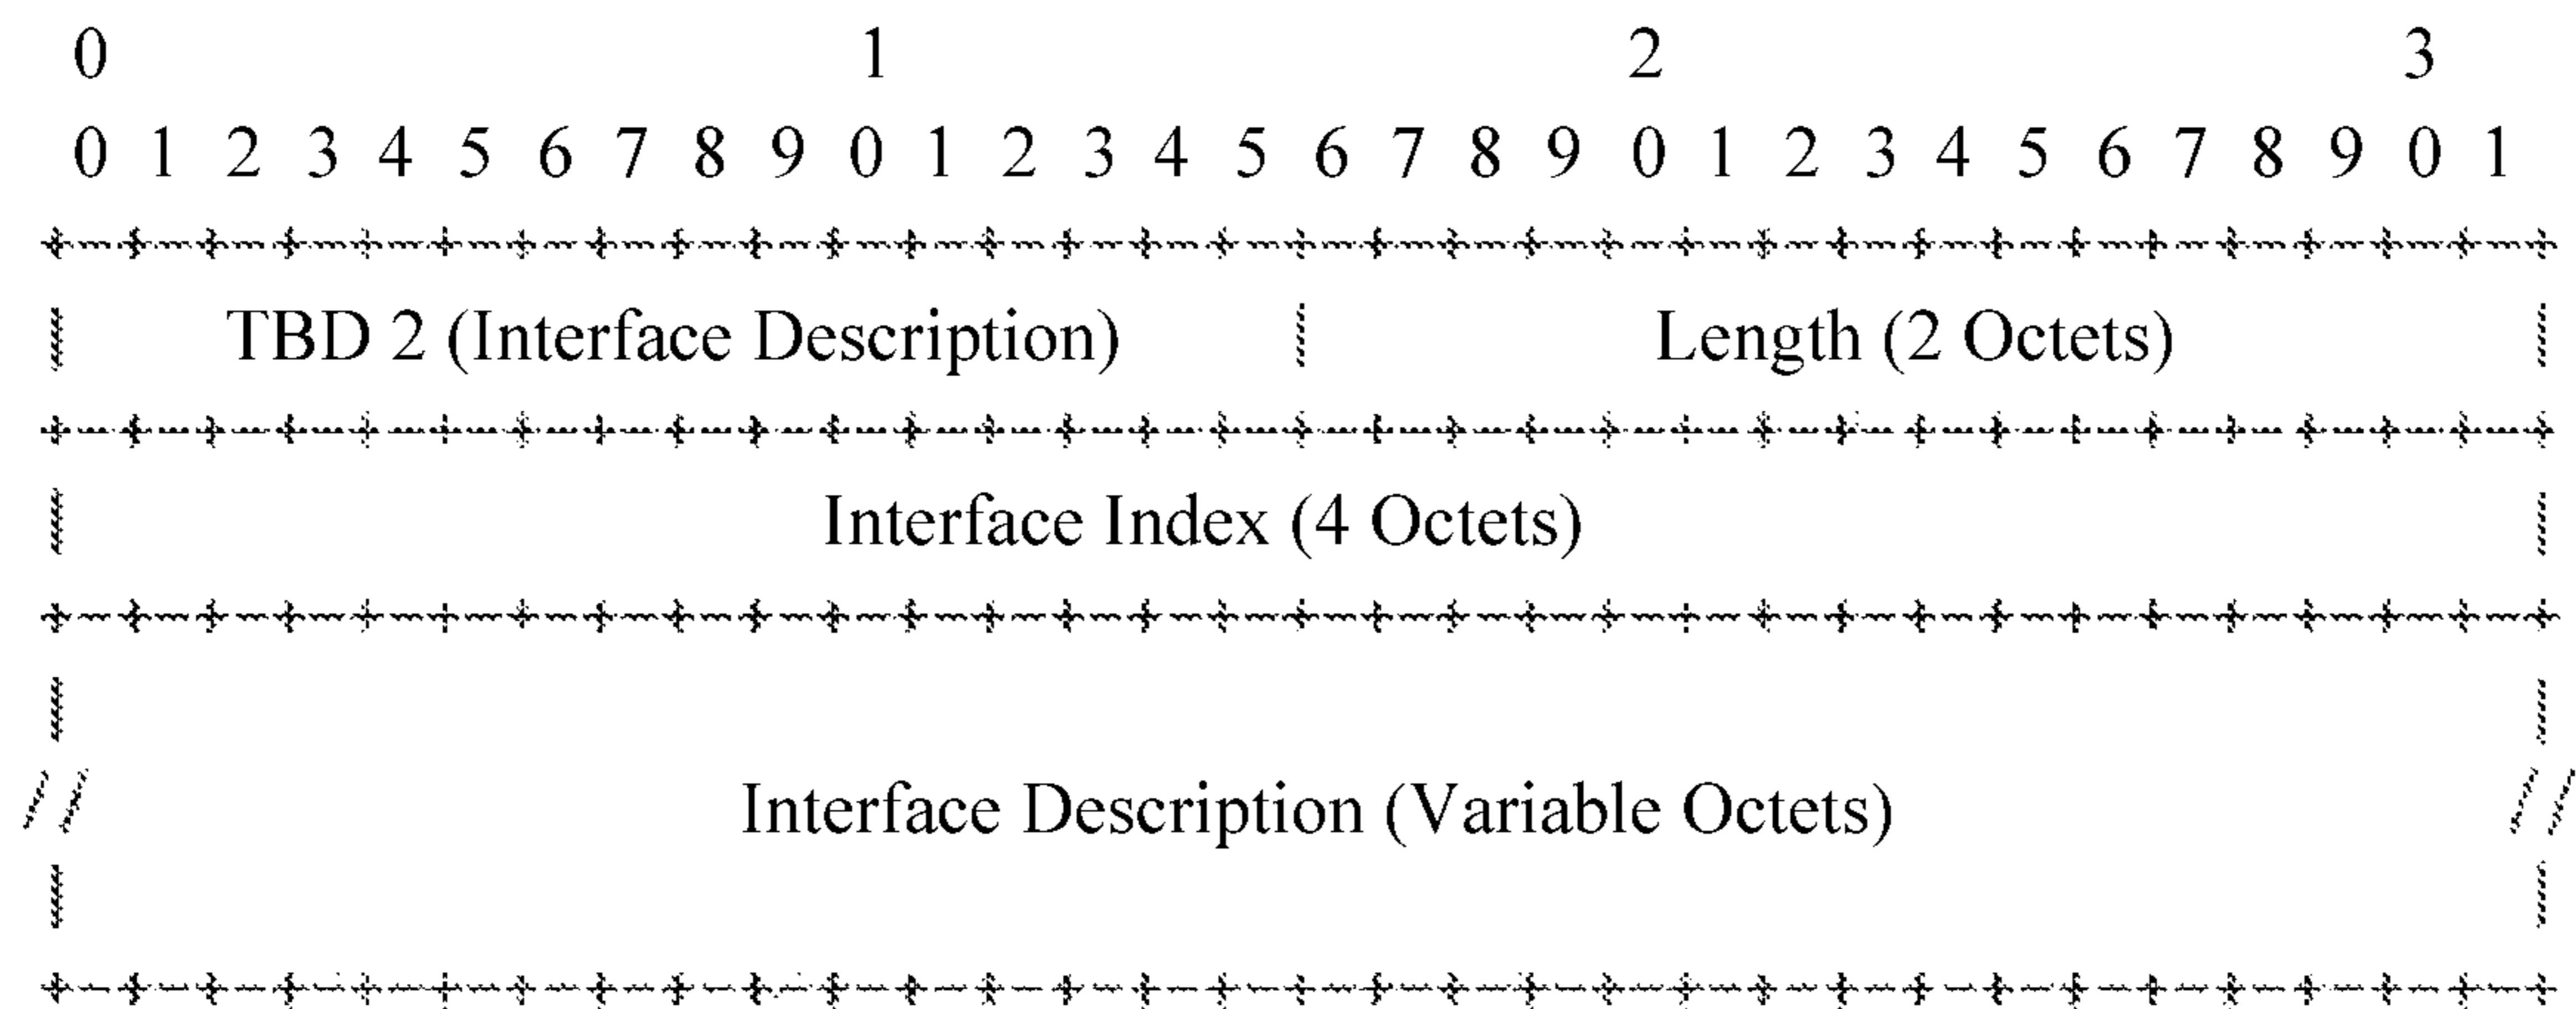 0 1 2 3
0 1 2 3 4 5 6 7 8 9 0 1 2 3 4 5 6 7 8 9 0 1 2 3 4 5 6 7 8 9 0 1
TBD 2 (Interface Description) Length (2 Octets)
Interface Index (4 Octets)
Interface Description (Variable Octets)